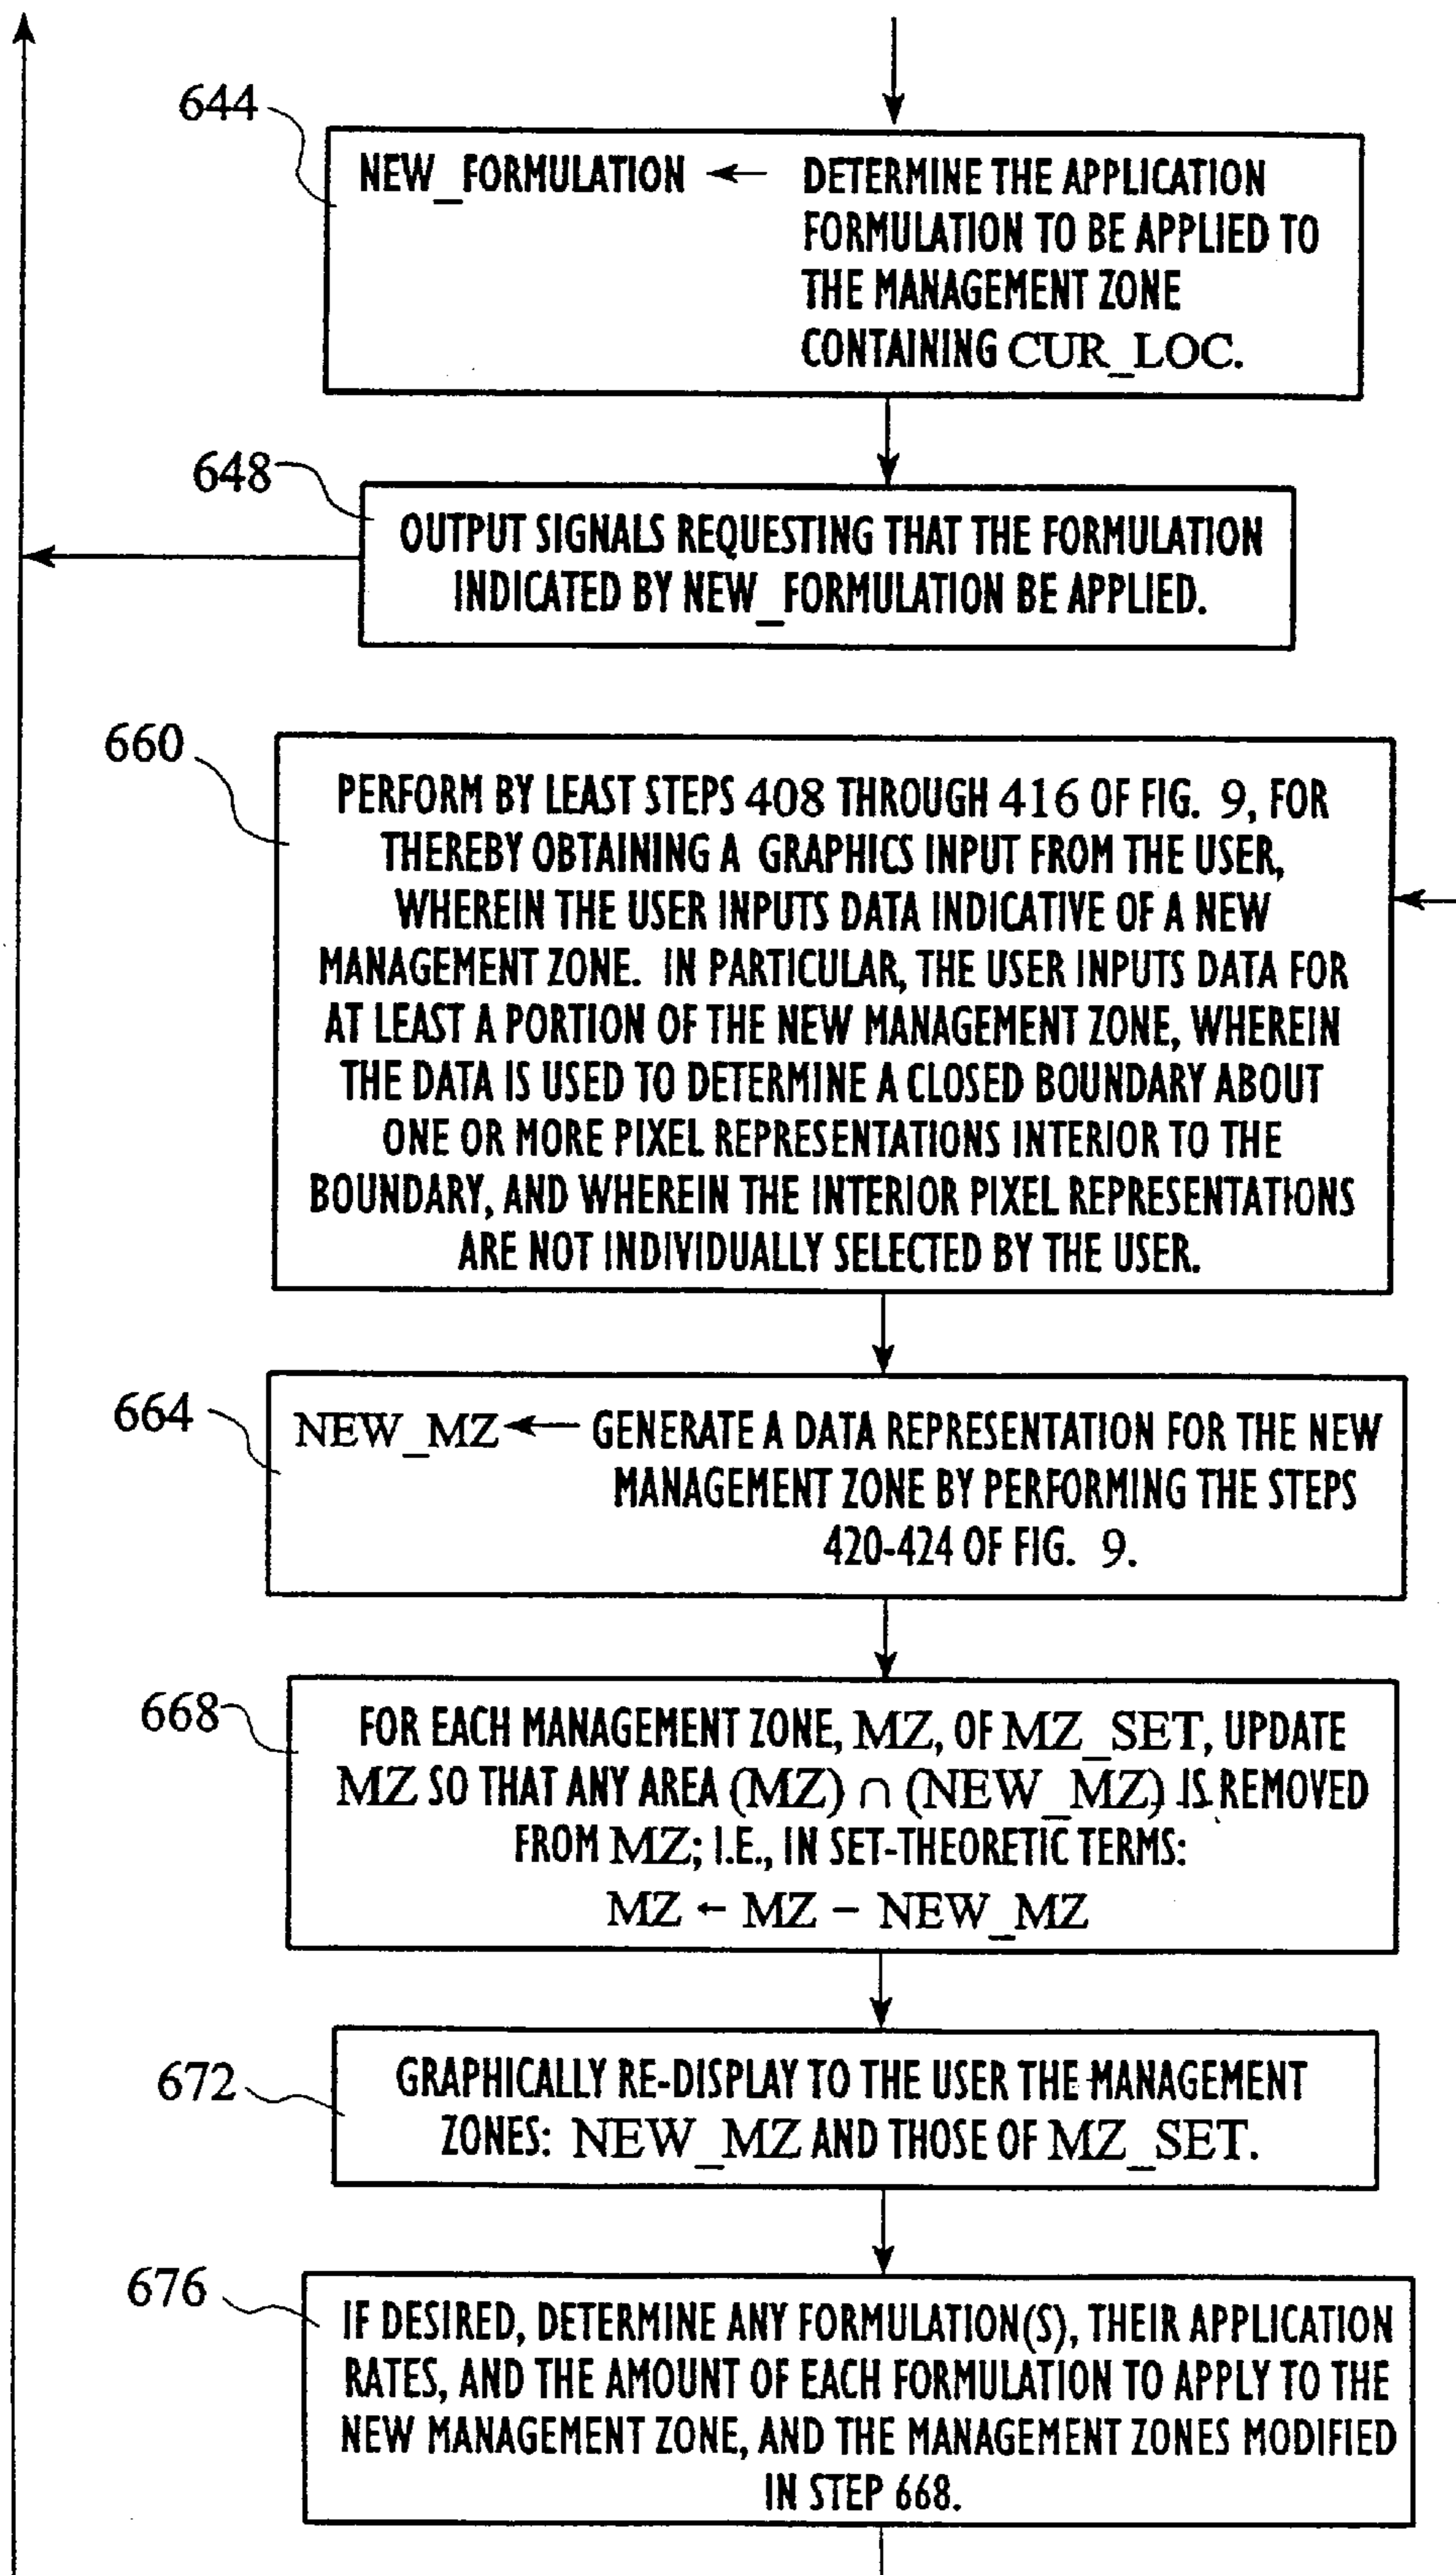 644
NEW_FORMULATION ← DETERMINE THE APPLICATION
FORMULATION TO BE APPLIED TO
THE MANAGEMENT ZONE
CONTAINING CUR_LOC.
648
OUTPUT SIGNALS REQUESTING THAT THE FORMULATION
INDICATED BY NEW_FORMULATION BE APPLIED.
660
PERFORM BY LEAST STEPS 408 THROUGH 416 OF FIG. 9, FOR
THEREBY OBTAINING A GRAPHICS INPUT FROM THE USER,
WHEREIN THE USER INPUTS DATA INDICATIVE OF A NEW
MANAGEMENT ZONE. IN PARTICULAR, THE USER INPUTS DATA FOR
AT LEAST A PORTION OF THE NEW MANAGEMENT ZONE, WHEREIN
THE DATA IS USED TO DETERMINE A CLOSED BOUNDARY ABOUT
ONE OR MORE PIXEL REPRESENTATIONS INTERIOR TO THE
BOUNDARY, AND WHEREIN THE INTERIOR PIXEL REPRESENTATIONS
ARE NOT INDIVIDUALLY SELECTED BY THE USER.
664
NEW_MZ ← GENERATE A DATA REPRESENTATION FOR THE NEW
MANAGEMENT ZONE BY PERFORMING THE STEPS
420-424 OF FIG. 9.
668
FOR EACH MANAGEMENT ZONE, MZ, OF MZ_SET, UPDATE
MZ SO THAT ANY AREA (MZ) ∩ (NEW_MZ) IS REMOVED
FROM MZ; I.E., IN SET-THEORETIC TERMS:
MZ ← MZ – NEW_MZ
672
GRAPHICALLY RE-DISPLAY TO THE USER THE MANAGEMENT
ZONES: NEW_MZ AND THOSE OF MZ_SET.
676
IF DESIRED, DETERMINE ANY FORMULATION(S), THEIR APPLICATION
RATES, AND THE AMOUNT OF EACH FORMULATION TO APPLY TO THE
NEW MANAGEMENT ZONE, AND THE MANAGEMENT ZONES MODIFIED
IN STEP 668.